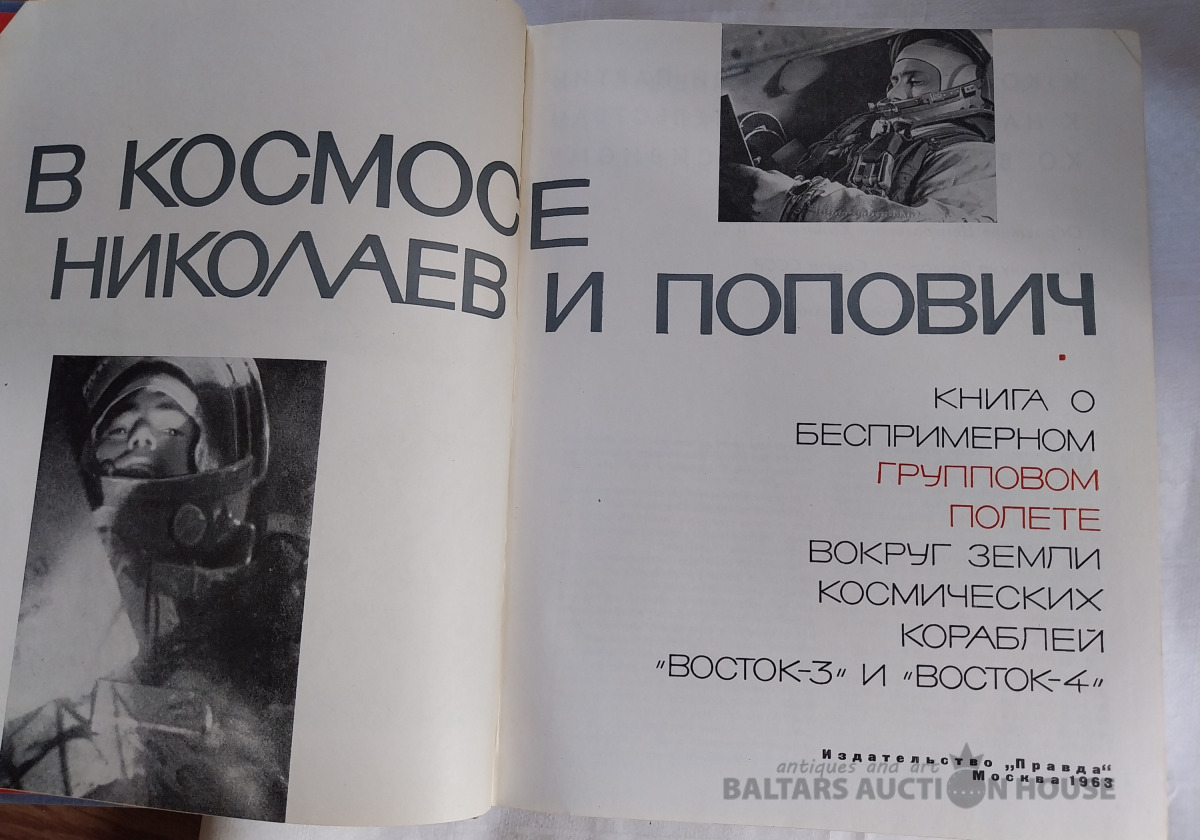 В КОСМОСЕ
НИКОЛАЕВ И ПОПОВИЧ
КНИГА О
БЕСПРИМЕРНОМ
ГРУППОВОМ
ПОЛЕТЕ
ВОКРУГ ЗЕМЛИ
КОСМИЧЕСКИХ
КОРАБЛЕЙ
"ВОСТОК-3" И "ВОСТОК-4"
Издательство „Правда“
Москва 1963
antiques and art
BALTARS AUCTION HOUSE